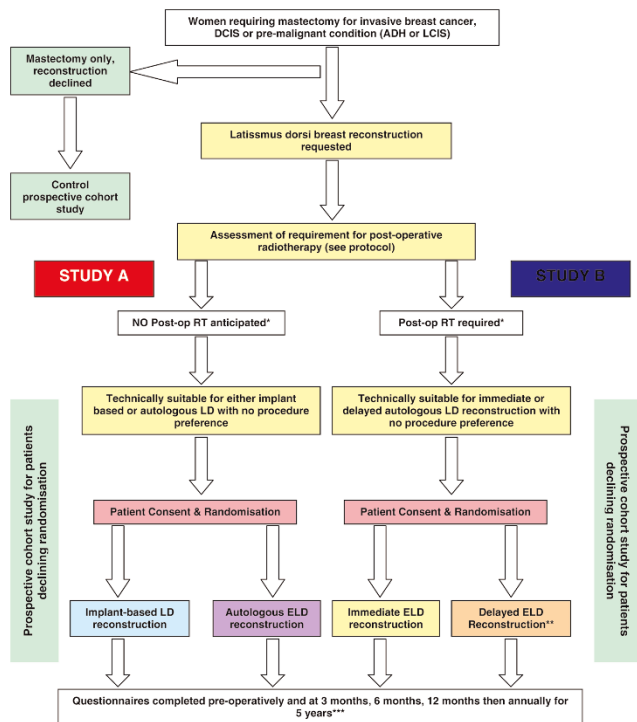 Women requiring mastectomy for invasive breast cancer,
DCIS or pre-malignant condition (ADH or LCIS)
Mastectomy only,
reconstruction
declined
Latissmus dorsi breast reconstruction
requested
Control
prospective cohort
study
Assessment of requirement for post-operative
radiotherapy (see protocol)
STUDY A
STUDY B
NO Post-op RT anticipated*
Post-op RT required*
Technically suitable for either implant
based or autologous LD with no procedure
preference
Technically suitable for immediate or
delayed autologous LD reconstruction with
no procedure preference
Prospective cohort study for patients
declining randomisation
Prospective cohort study for patients
declining randomisation
Patient Consent & Randomisation
Patient Consent & Randomisation
Implant-based LD
reconstruction
Autologous ELD
reconstruction
Immediate ELD
reconstruction
Delayed ELD
Reconstruction**
Questionnaires completed pre-operatively and at 3 months, 6 months, 12 months then annually for
5 years***